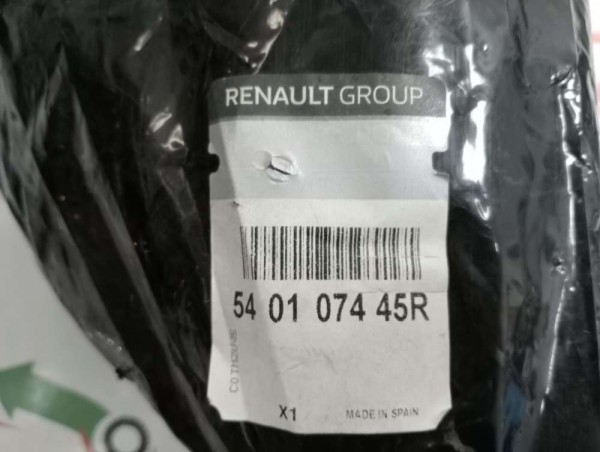 RENAULT GROUP
54 01 074 45R
X1
MADE IN SPAIN